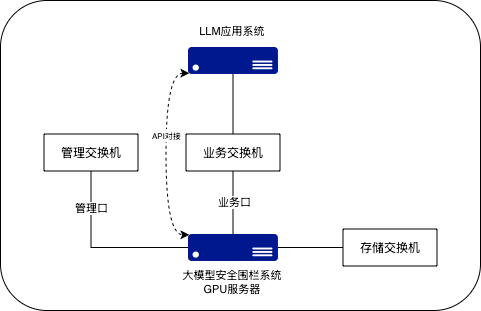 LLM应用系统
API对接
管理交换机
业务交换机
管理口
业务口
存储交换机
大模型安全围栏系统
GPU服务器